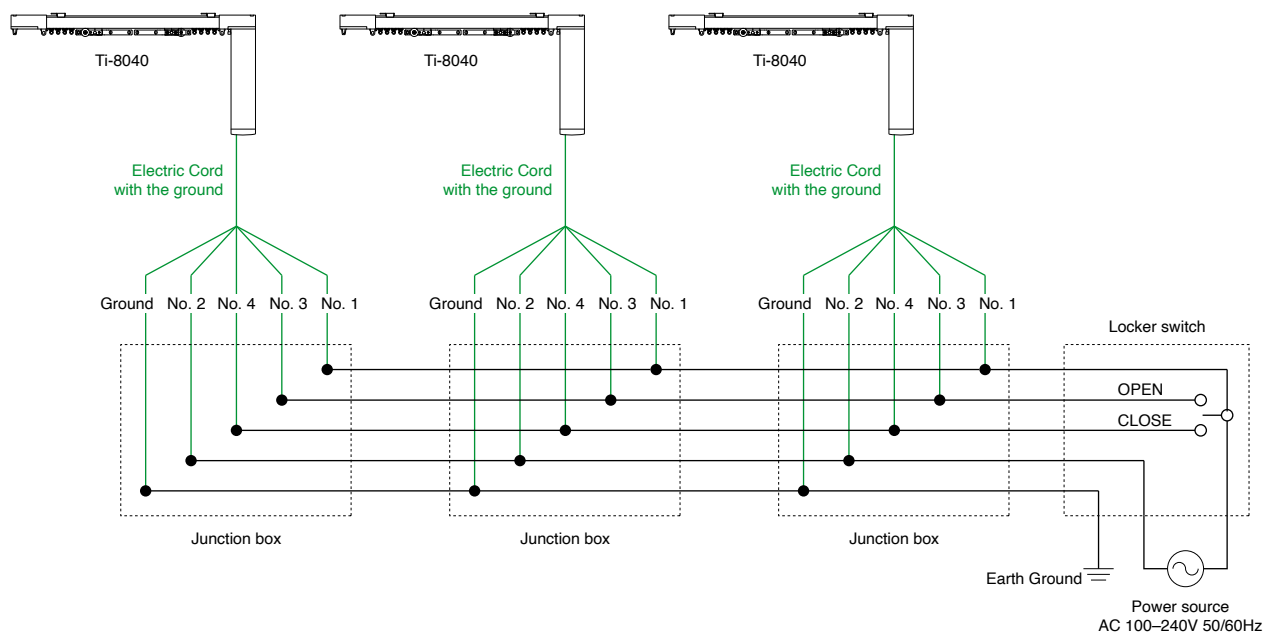 Ti-8040
Ti-8040
Ti-8040
Electric Cord
with the ground
Electric Cord
with the ground
Electric Cord
with the ground
Ground No. 2 No. 4 No. 3 No. 1
Ground No. 2 No. 4 No. 3 No. 1
Ground No. 2 No. 4 No. 3 No. 1
Locker switch
OPEN
CLOSE
Junction box
Junction box
Junction box
Earth Ground
Power source
AC 100–240V 50/60Hz